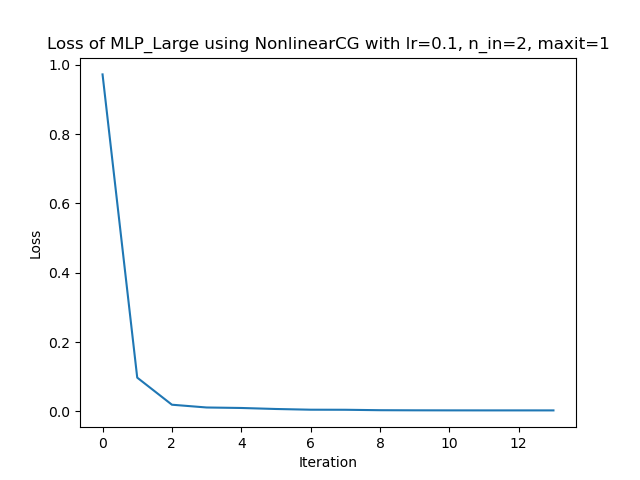 Loss of MLP_Large using NonlinearCG with lr=0.1, n_in=2, maxit=1
1.0
0.8
0.6
0.4
0.2
0.0
Loss
0 2 4 6 8 10 12
Iteration